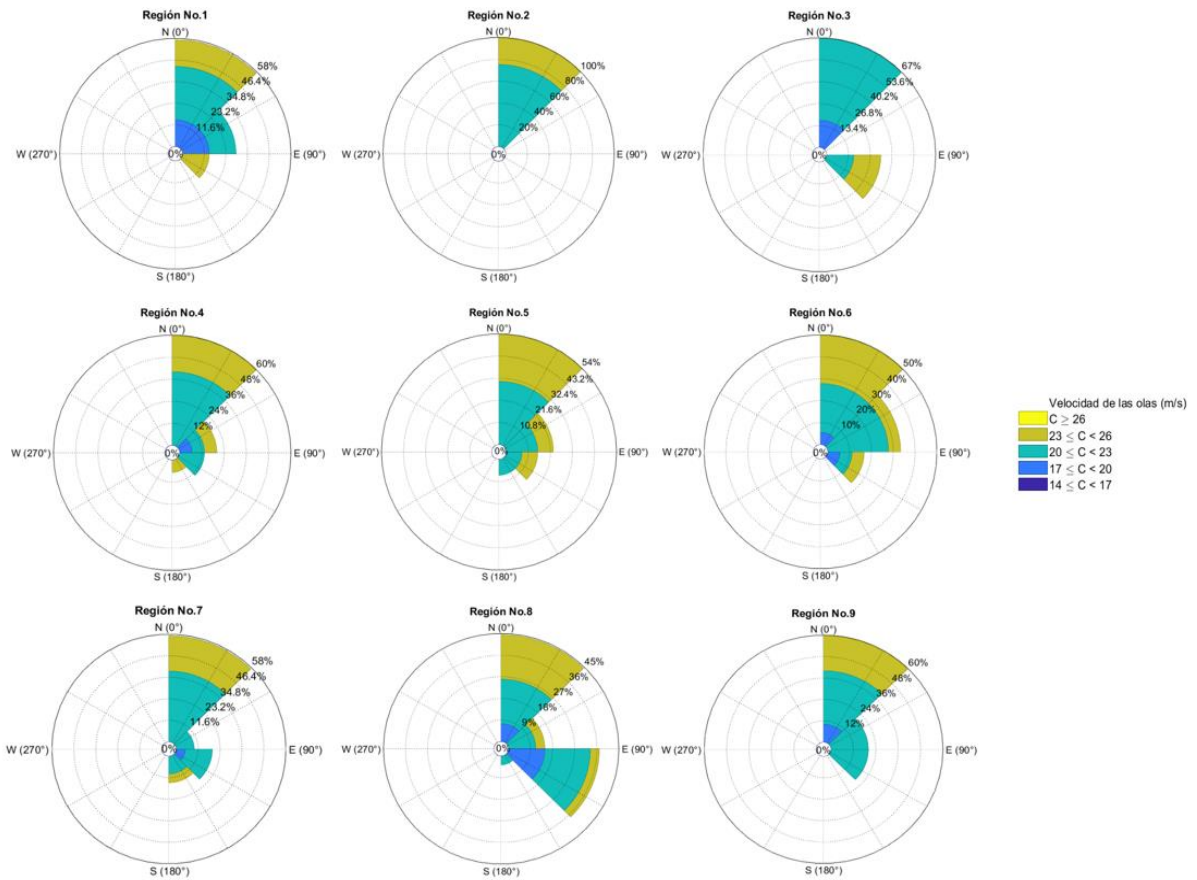 Región No.1
N (0°)
58%
46.4%
34.8%
23.2%
11.6%
0%
W (270°)
E (90°)
S (180°)
Región No.2
N (0°)
100%
80%
60%
40%
20%
0%
W (270°)
E (90°)
S (180°)
Región No.3
N (0°)
67%
53.6%
40.2%
26.8%
13.4%
0%
W (270°)
E (90°)
S (180°)
Región No.4
N (0°)
60%
48%
36%
24%
12%
0%
W (270°)
E (90°)
S (180°)
Región No.5
N (0°)
54%
43.2%
32.4%
21.6%
10.8%
0%
W (270°)
E (90°)
S (180°)
Región No.6
N (0°)
50%
40%
30%
20%
10%
0%
W (270°)
E (90°)
S (180°)
Velocidad de las olas (m/s)
C ≥ 26
23 ≤ C < 26
20 ≤ C < 23
17 ≤ C < 20
14 ≤ C < 17
Región No.7
N (0°)
58%
46.4%
34.8%
23.2%
11.6%
0%
W (270°)
E (90°)
S (180°)
Región No.8
N (0°)
45%
36%
27%
18%
9%
0%
W (270°)
E (90°)
S (180°)
Región No.9
N (0°)
60%
48%
36%
24%
12%
0%
W (270°)
E (90°)
S (180°)